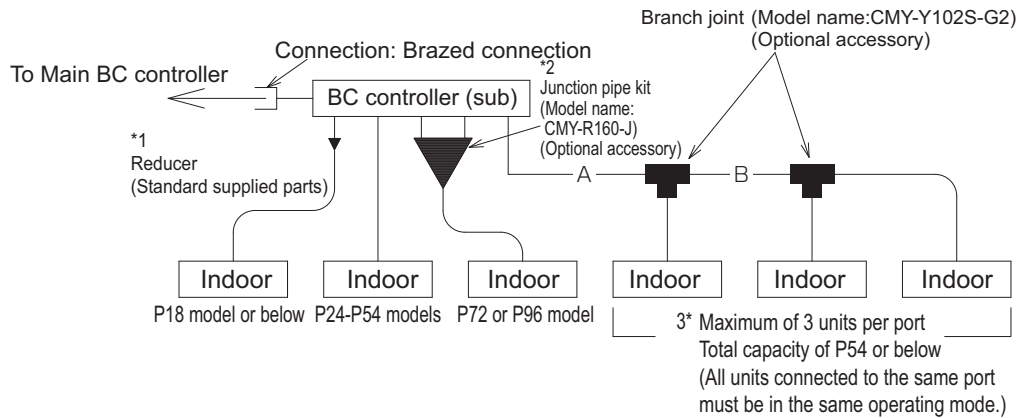 Branch joint (Model name:CMY-Y102S-G2)
(Optional accessory)
Connection: Brazed connection
To Main BC controller
BC controller (sub)
*2
Junction pipe kit
(Model name:
CMY-R160-J)
(Optional accessory)
*1
Reducer
(Standard supplied parts)
A
B
Indoor
Indoor
Indoor
Indoor
Indoor
Indoor
P18 model or below
P24-P54 models
P72 or P96 model
3* Maximum of 3 units per port
Total capacity of P54 or below
(All units connected to the same port
must be in the same operating mode.)